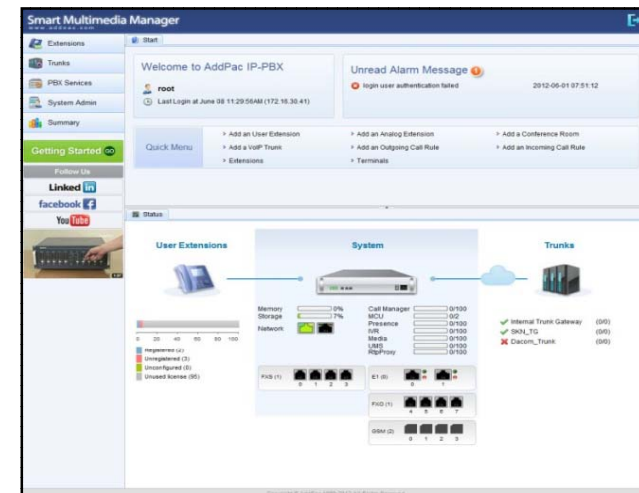 Smart Multimedia Manager
www.addpac.com
Extensions
Trunks
PBX Services
System Admin
Summary
Getting Started GO
Follow Us
Linked in
facebook f
You Tube
Start
Welcome to AddPac IP-PBX
root
Last Login at June 08 11:29:56AM (172.16.30.41)
Unread Alarm Message
login user authentication failed 2012-06-01 07:51:12
Quick Menu
> Add an User Extension > Add an Analog Extension > Add a Conference Room
> Add a VoIP Trunk > Add an Outgoing Call Rule > Add an Incoming Call Rule
> Extensions > Terminals
Status
User Extensions System Trunks
0 20 40 60 80 100
Registered (2)
Unregistered (3)
Unconfigured (0)
Unused license (95)
Memory 0%
Storage 7%
Network
Call Manager 0/100
MCU 0/2
Presence 0/100
IVR 0/100
Media 0/100
UMS 0/100
RtpProxy 0/100
Internal Trunk Gateway (0/0)
SKN_TG (0/0)
Dacom_Trunk (0/0)
FXS (1)
0 1 2 3
E1 (0)
0 1
FXO (1)
4 5 6 7
GSM (2)
0 1 2 3